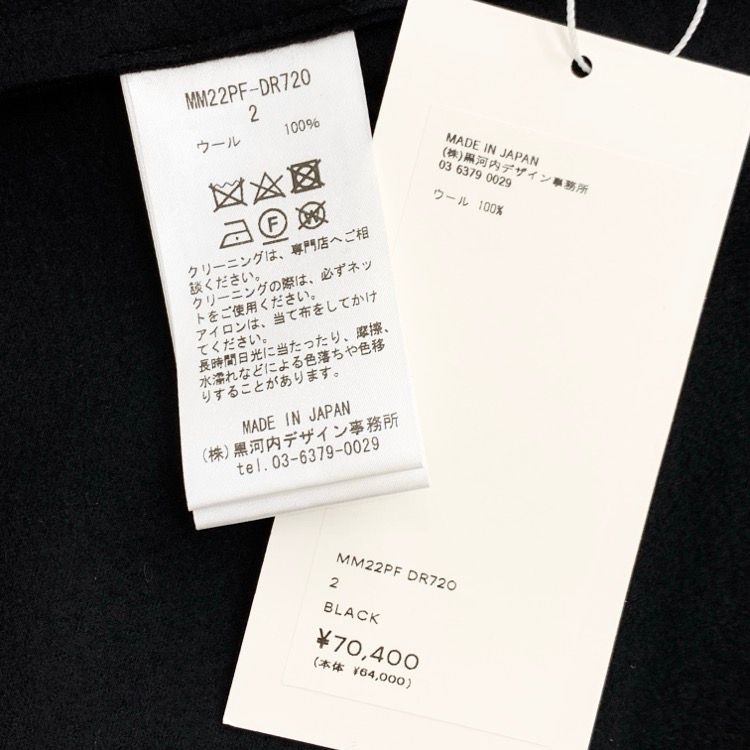 MM22PF-DR720
2
ウール 100%
F
W
クリーニングは、専門店へご相
談ください。
クリーニングの際は、必ずネッ
トをご使用ください。
アイロンは、当て布をしてかけ
てください。
長時間日光に当たったり、摩擦、
水濡れなどによる色落ちや色移
りすることがあります。
MADE IN JAPAN
(株)黒河内デザイン事務所
tel.03-6379-0029
MADE IN JAPAN
(株)黒河内デザイン事務所
03 6379 0029
ウール 100%
MM22PF DR720
2
BLACK
¥70,400
(本体 ¥64,000)